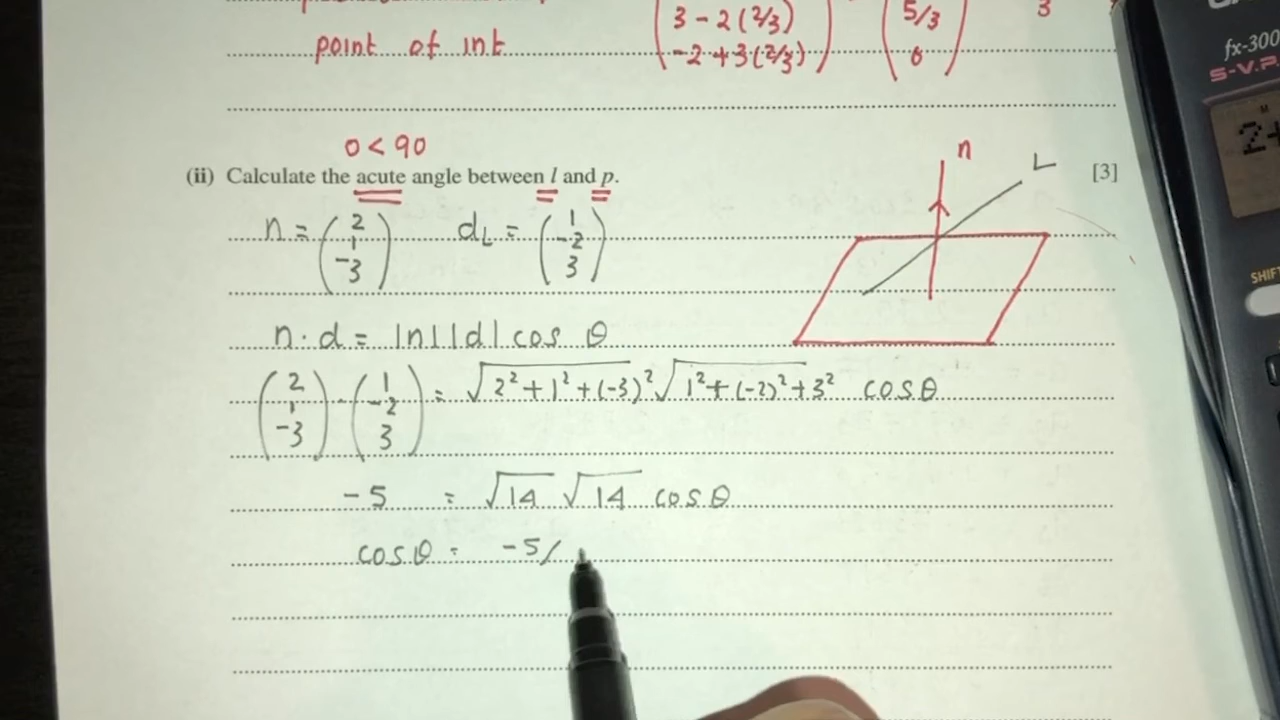 3 - 2(2/3)
5/3
3
point of int
-2 + 3(2/3)
0
fx-300
S-V.P.
0 < 90
(ii) Calculate the acute angle between l and p.
[3]
n
L
n = (2 1 -3) dL = (1 -2 3)
n . d = |n||d| cos θ
(2 1 -3) . (1 -2 3) = √2² + 1² + (-3)² √1² + (-2)² + 3² cos θ
-5 = √14 √14 cos θ
cos θ = -5/
2+
M
SHIFT